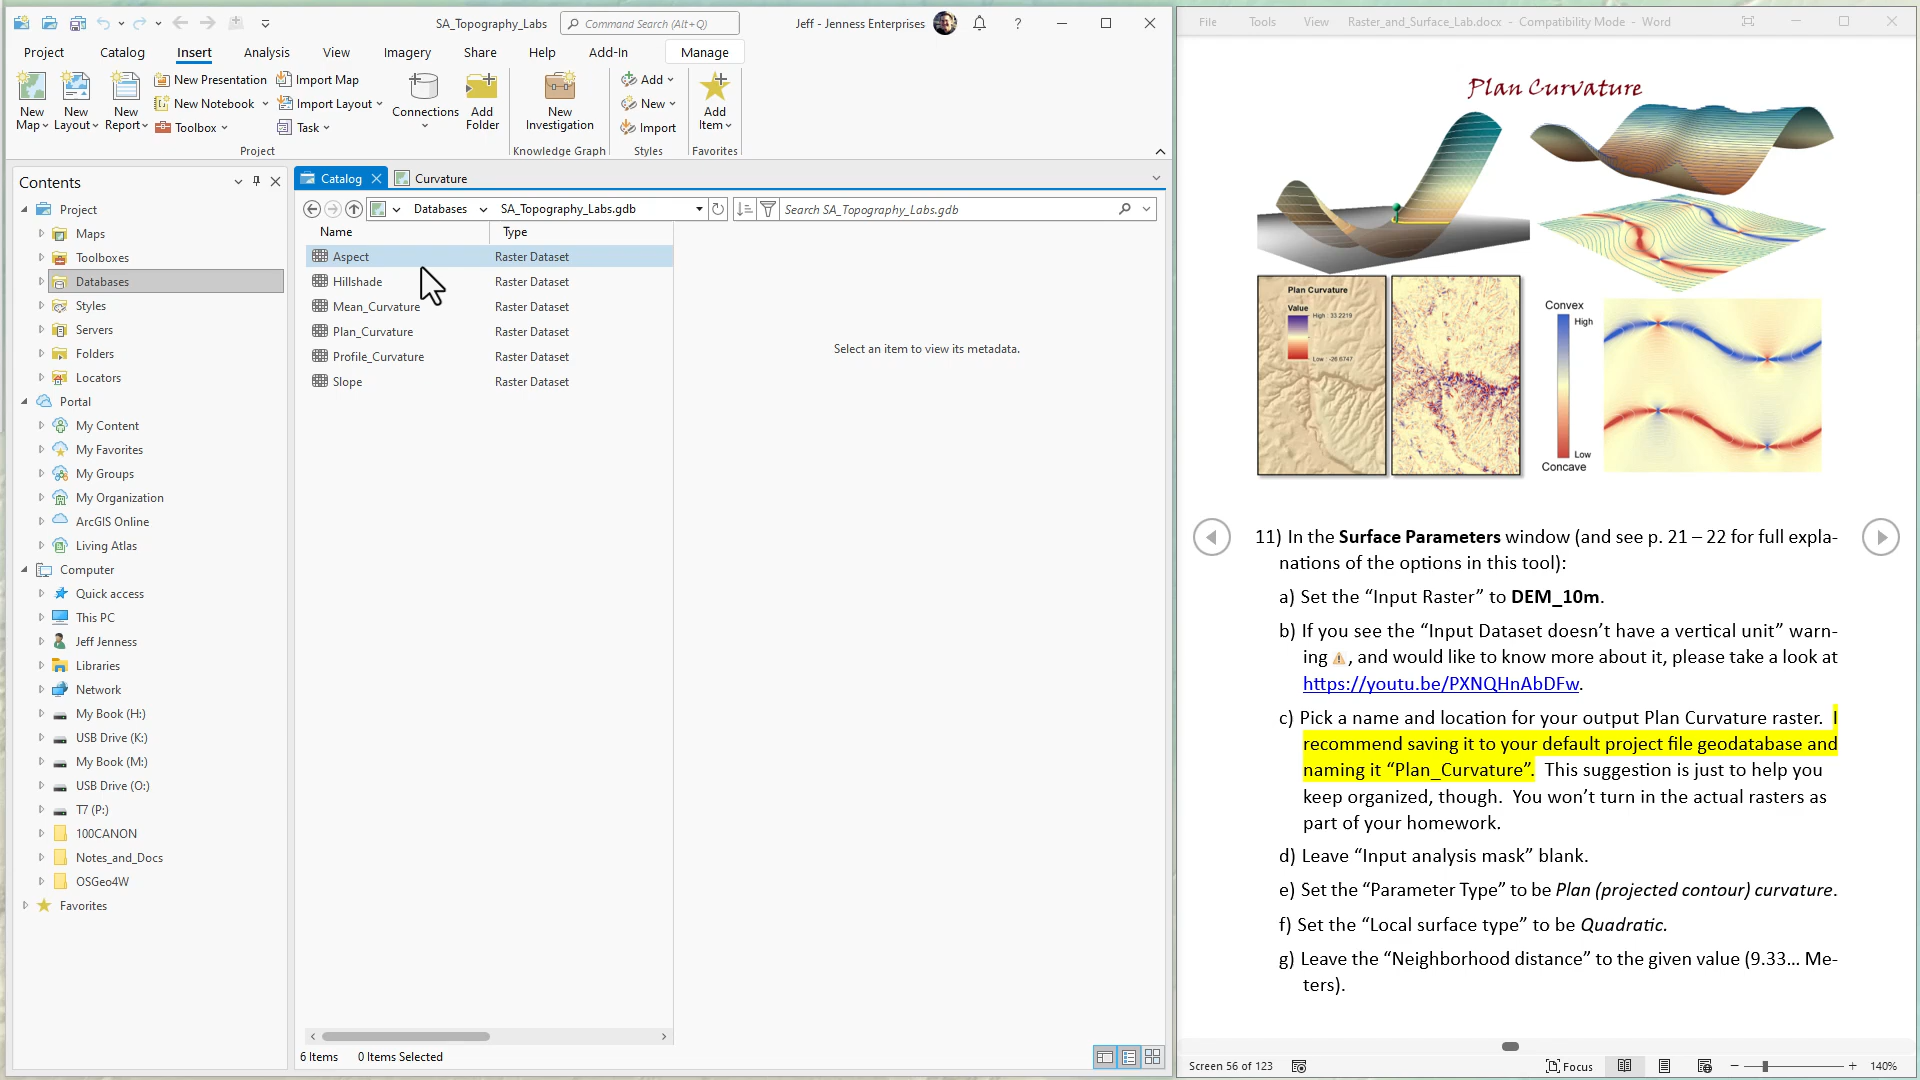 SA_Topography_Labs
Command Search (Alt+Q)
Jeff - Jenness Enterprises
?
Project
Catalog
Insert
Analysis
View
Imagery
Share
Help
Add-In
Manage
New Map
New Layout
New Report
New Presentation
New Notebook
Toolbox
Import Map
Import Layout
Task
Connections
Add Folder
New Investigation
Add
New
Import
Add Item
Project
Knowledge Graph
Styles
Favorites
Contents
Project
Maps
Toolboxes
Databases
Styles
Servers
Folders
Locators
Portal
My Content
My Favorites
My Groups
My Organization
ArcGIS Online
Living Atlas
Computer
Quick access
This PC
Jeff Jenness
Libraries
Network
My Book (H:)
USB Drive (K:)
My Book (M:)
USB Drive (O:)
T7 (P:)
100CANON
Notes_and_Docs
OSGeo4W
Favorites
Catalog
Curvature
Databases
SA_Topography_Labs.gdb
Search SA_Topography_Labs.gdb
Name Type
Aspect Raster Dataset
Hillshade Raster Dataset
Mean_Curvature Raster Dataset
Plan_Curvature Raster Dataset
Profile_Curvature Raster Dataset
Slope Raster Dataset
Select an item to view its metadata.
6 Items 0 Items Selected
File
Tools
View
Raster_and_Surface_Lab.docx - Compatibility Mode - Word
Plan Curvature
Plan Curvature
Value
High : 33.2219
Low : -26.6747
Convex
High
Low
Concave
11) In the Surface Parameters window (and see p. 21 – 22 for full expla-
nations of the options in this tool):
a) Set the “Input Raster” to DEM_10m.
b) If you see the “Input Dataset doesn’t have a vertical unit” warn-
ing , and would like to know more about it, please take a look at
https://youtu.be/PXNQHnAbDFw.
c) Pick a name and location for your output Plan Curvature raster. I
recommend saving it to your default project file geodatabase and
naming it “Plan_Curvature”. This suggestion is just to help you
keep organized, though. You won’t turn in the actual rasters as
part of your homework.
d) Leave “Input analysis mask” blank.
e) Set the “Parameter Type” to be Plan (projected contour) curvature.
f) Set the “Local surface type” to be Quadratic.
g) Leave the “Neighborhood distance” to the given value (9.33... Me-
ters).
Screen 56 of 123
Focus
140%